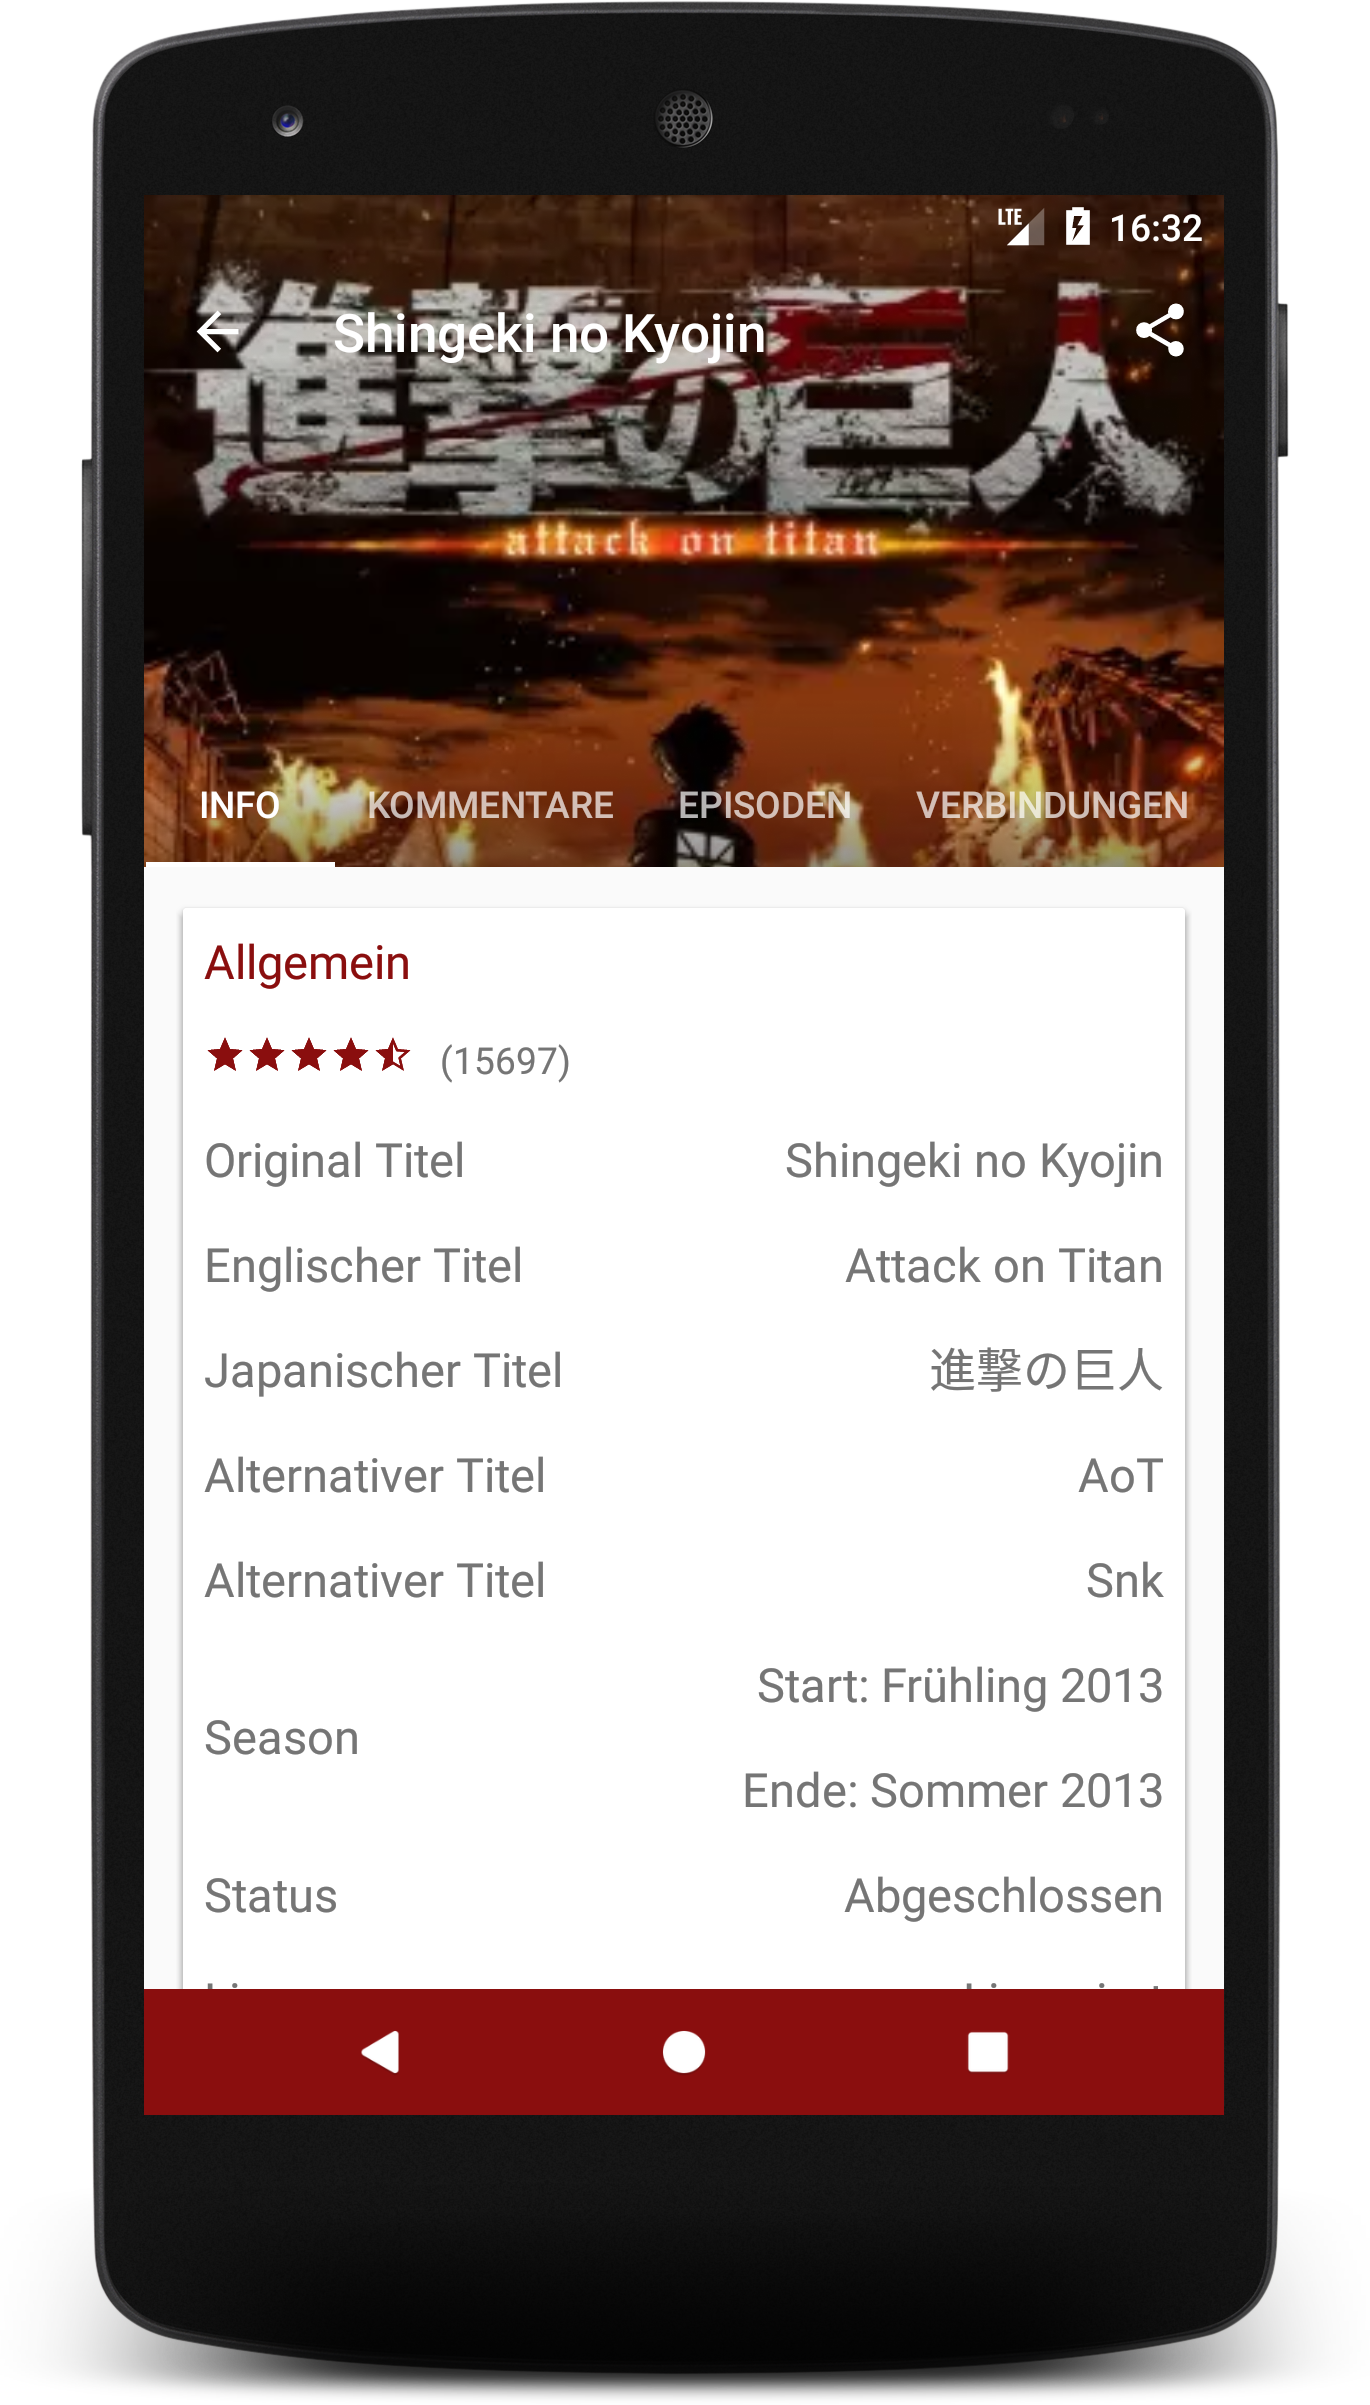 LTE 16:32
Shingeki no Kyojin
進撃の巨人
attack on titan
INFO KOMMENTARE EPISODEN VERBINDUNGEN
Allgemein
(15697)
Original Titel Shingeki no Kyojin
Englischer Titel Attack on Titan
Japanischer Titel 進撃の巨人
Alternativer Titel AoT
Alternativer Titel Snk
Start: Frühling 2013
Season
Ende: Sommer 2013
Status Abgeschlossen